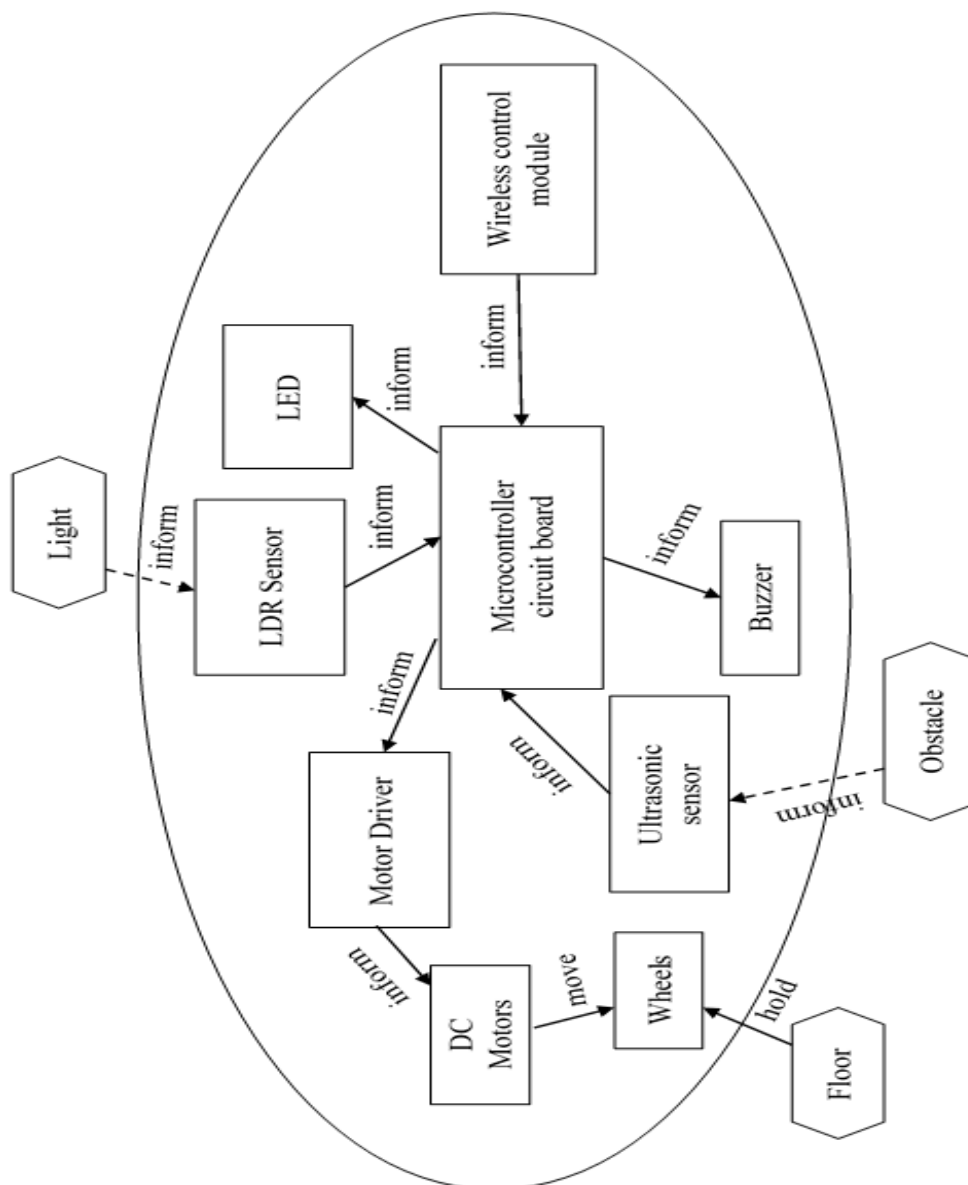 Light
inform
LED
inform
LDR Sensor
inform
Wireless control
module
inform
Microcontroller
circuit board
inform
Motor Driver
inform
DC
Motors
move
Wheels
hold
Floor
inform
Ultrasonic
sensor
inform
Obstacle
inform
Buzzer